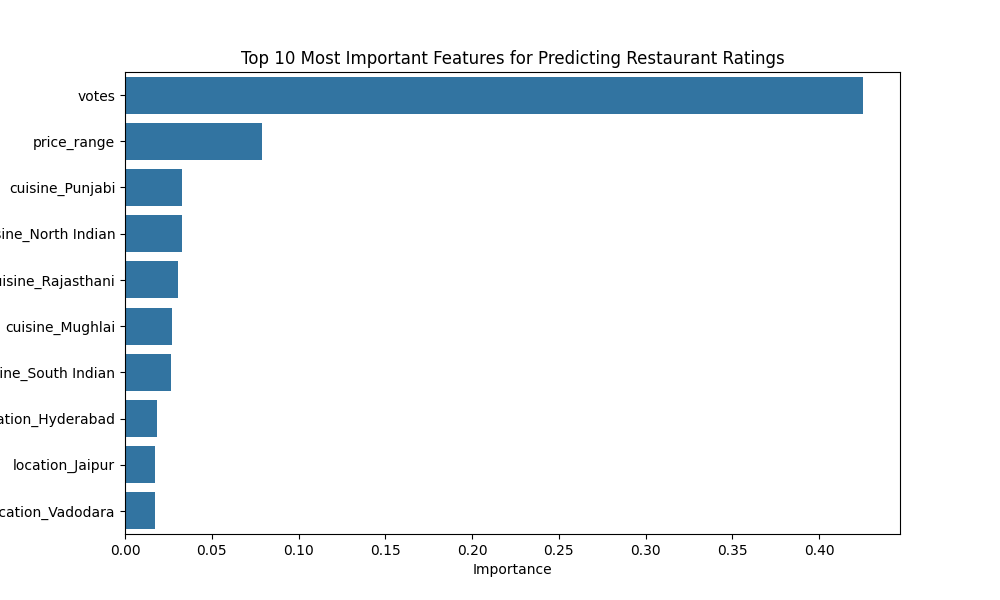 Top 10 Most Important Features for Predicting Restaurant Ratings
votes
price_range
cuisine_Punjabi
sine_North Indian
uisine_Rajasthani
cuisine_Mughlai
ine_South Indian
ation_Hyderabad
location_Jaipur
cation_Vadodara
0.00 0.05 0.10 0.15 0.20 0.25 0.30 0.35 0.40
Importance